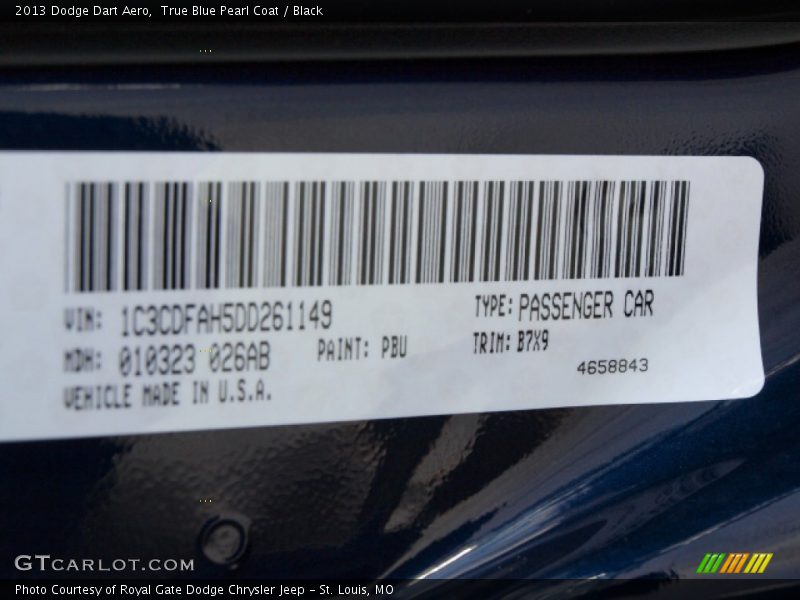 2013 Dodge Dart Aero,  True Blue Pearl Coat / Black
VIN: 1C3CDFAH5DD261149
TYPE: PASSENGER CAR
MDH: 010323 026AB
PAINT: PBU
TRIM: B7X9
4658843
VEHICLE MADE IN U.S.A.
GTCARLOT.COM
Photo Courtesy of Royal Gate Dodge Chrysler Jeep – St. Louis, MO